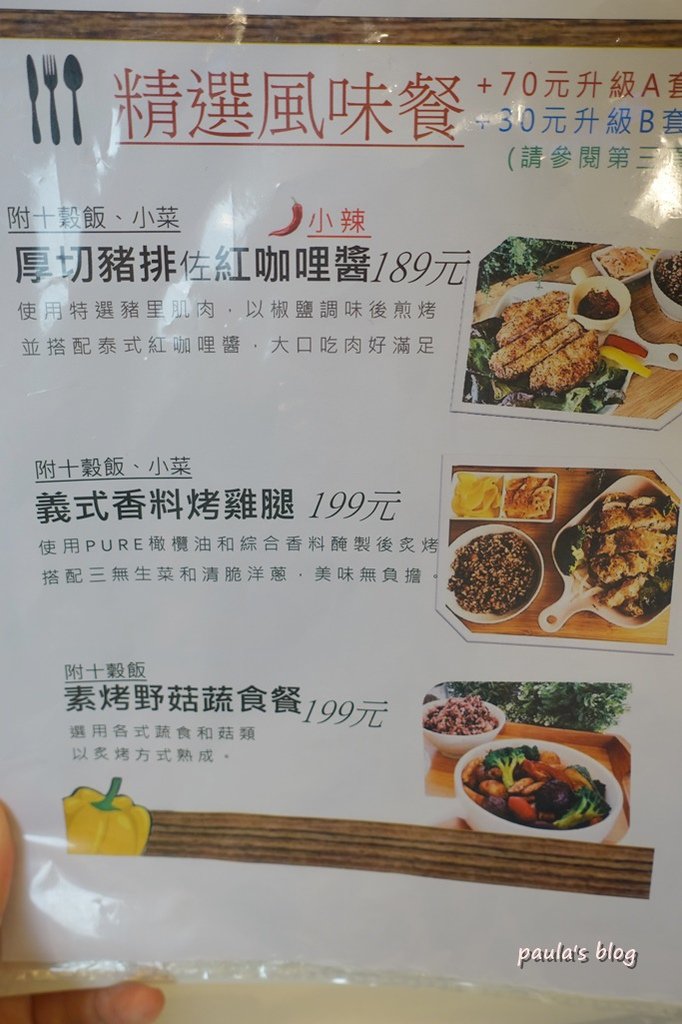 精選風味餐
+70元升級A套
+30元升級B套
(請參閱第三
附十穀飯、小菜
小辣
厚切豬排佐紅咖哩醬189元
使用特選豬里肌肉,以椒鹽調味後煎烤
並搭配泰式紅咖哩醬,大口吃肉好滿足
附十穀飯、小菜
義式香料烤雞腿 199元
使用PURE橄欖油和綜合香料醃製後炙烤
搭配三無生菜和清脆洋蔥,美味無負擔。
附十穀飯
素烤野菇蔬食餐199元
選用各式蔬食和菇類
以炙烤方式熟成。
paula's blog